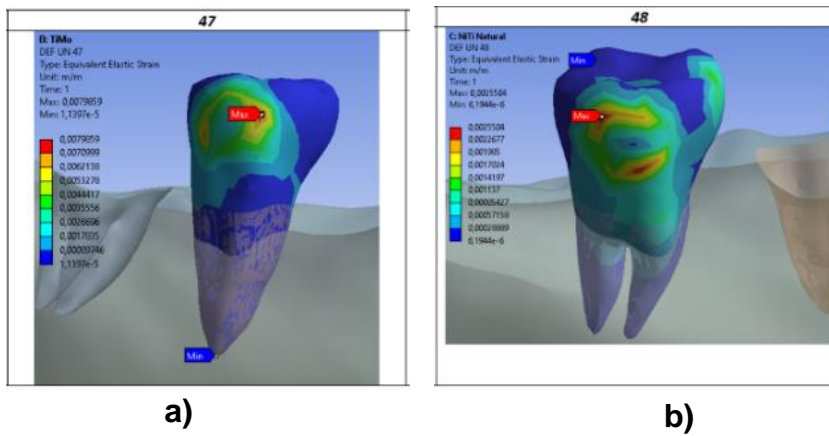 47
B: TiMo
DEF UN 47
Type: Equivalent Elastic Strain
Unit: m/m
Time: 1
Max: 0,0079859
Min: 1,1397e-5
0,0079859
0,0070999
0,0062138
0,0053278
0,0044417
0,0035556
0,0026696
0,0017835
0,00089746
1,1397e-5
Max
Min
a)
48
C: NiTi Natural
DEF UN 48
Type: Equivalent Elastic Strain
Unit: m/m
Time: 1
Max: 0,0025504
Min: 6,1944e-6
0,0025504
0,0022677
0,001985
0,0017024
0,0014197
0,001137
0,00085427
0,00057158
0,00028889
6,1944e-6
Min
Max
b)